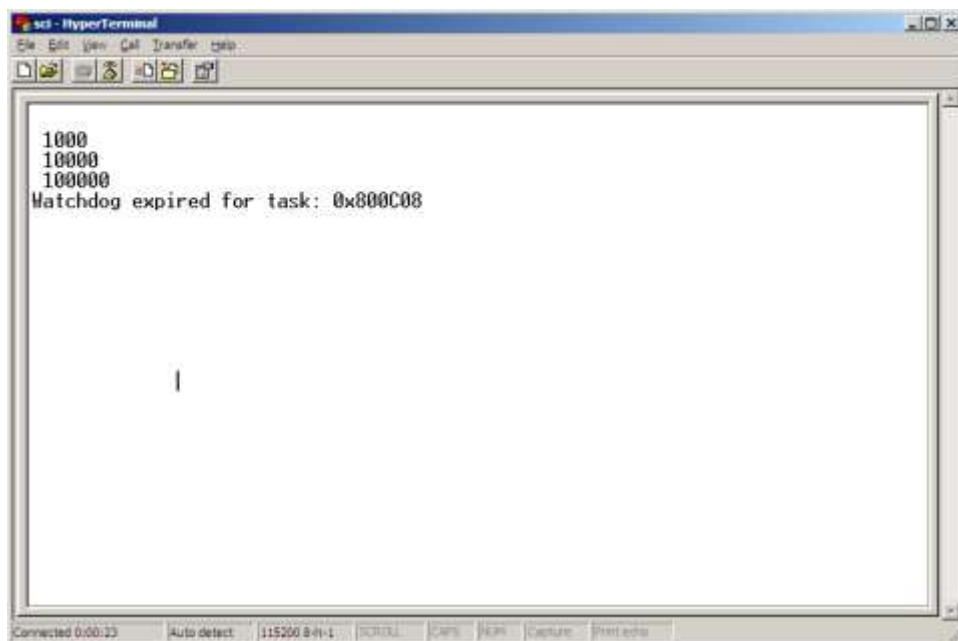 sci - HyperTerminal
File Edit View Call Transfer Help
1000
10000
100000
Watchdog expired for task: 0x800C08
Connected 0:00:23 Auto detect 115200 8-N-1 SCROLL CAPS NUM Capture Print echo